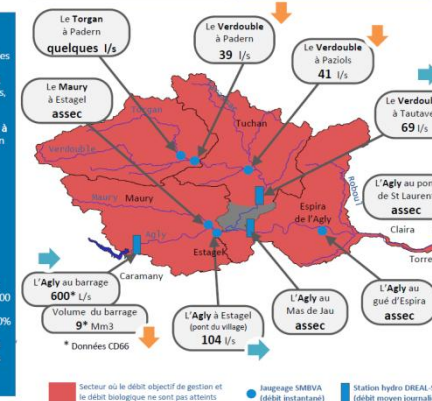 Le Torgan
à Padern
quelques l/s
Le Verdouble
à Padern
39 l/s
Le Verdouble
à Paziols
41 l/s
Le Maury
à Estagel
assec
Tuchan
Torgan
Verdouble
à Tautave
69 l/s
Maury
Maury
L'Agly au pon
de St Laurent
assec
Espira
de l'Agly
Roboul
Agly
Estagel
Claira
Torre
Caramany
L'Agly au barrage
600* L/s
Volume du barrage
9* Mm3
* Données CD66
L'Agly à Estagel
(pont du village)
104 l/s
L'Agly au
Mas de Jau
assec
L'Agly au
gué d'Espira
assec
Secteur où le débit objectif de gestion et
le débit biologique ne sont pas atteints
Jaugeage SMBVA
(débit instantané)
Station hydro DREAL-S
(débit moyen journali